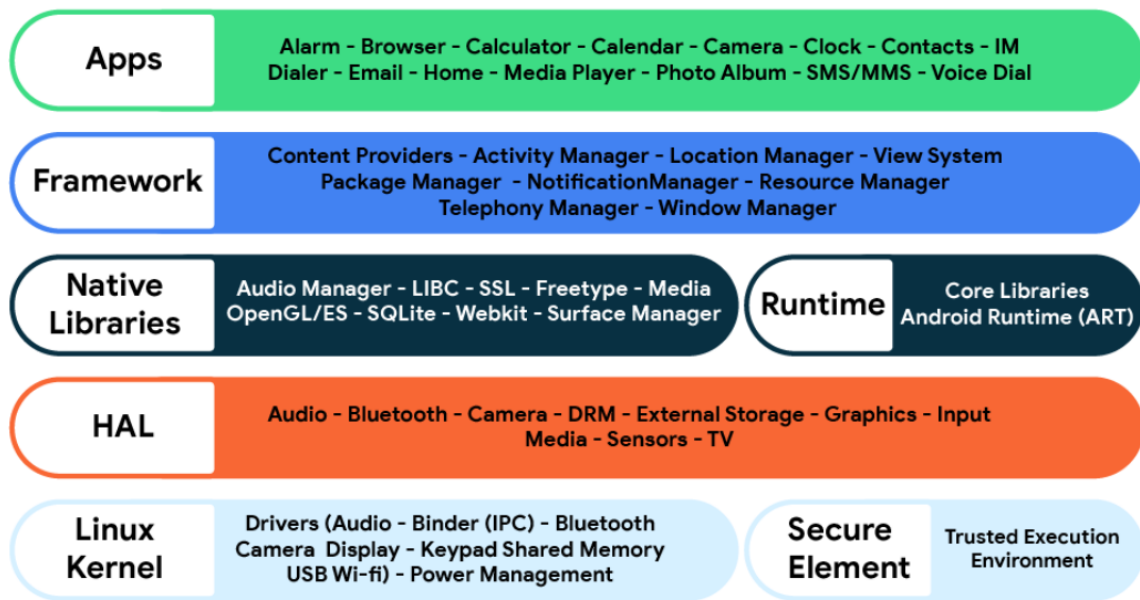 Apps
Alarm - Browser - Calculator - Calendar - Camera - Clock - Contacts - IM
Dialer - Email - Home - Media Player - Photo Album - SMS/MMS - Voice Dial
Framework
Content Providers - Activity Manager - Location Manager - View System
Package Manager - NotificationManager - Resource Manager
Telephony Manager - Window Manager
Native
Libraries
Audio Manager - LIBC - SSL - Freetype - Media
OpenGL/ES - SQLite - Webkit - Surface Manager
Runtime
Core Libraries
Android Runtime (ART)
HAL
Audio - Bluetooth - Camera - DRM - External Storage - Graphics - Input
Media - Sensors - TV
Linux
Kernel
Drivers (Audio - Binder (IPC) - Bluetooth
Camera Display - Keypad Shared Memory
USB Wi-fi) - Power Management
Secure
Element
Trusted Execution
Environment